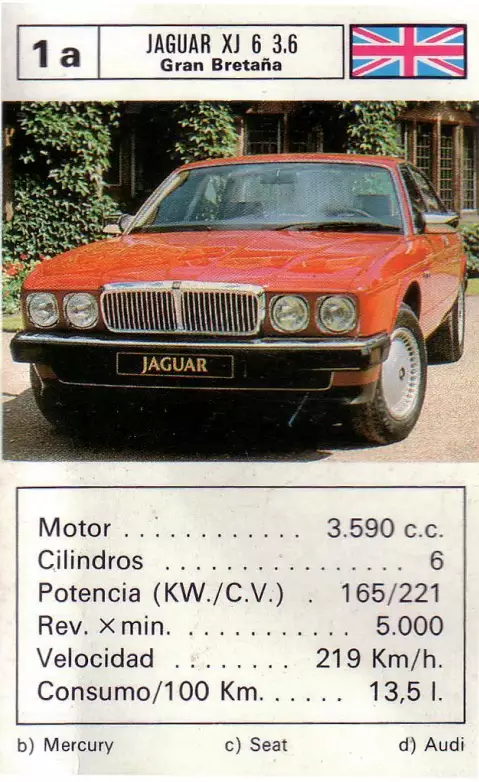 1a
JAGUAR XJ 6 3.6
Gran Bretaña
JAGUAR
Motor . . . . . . . . . . . . 3.590 c.c.
Cilindros . . . . . . . . . . . . . . . . 6
Potencia (KW./C.V.) . 165/221
Rev. X min. . . . . . . . . . . . 5.000
Velocidad . . . . . . . . 219 Km/h.
Consumo/100 Km. . . . . . 13,5 l.
b) Mercury c) Seat d) Audi